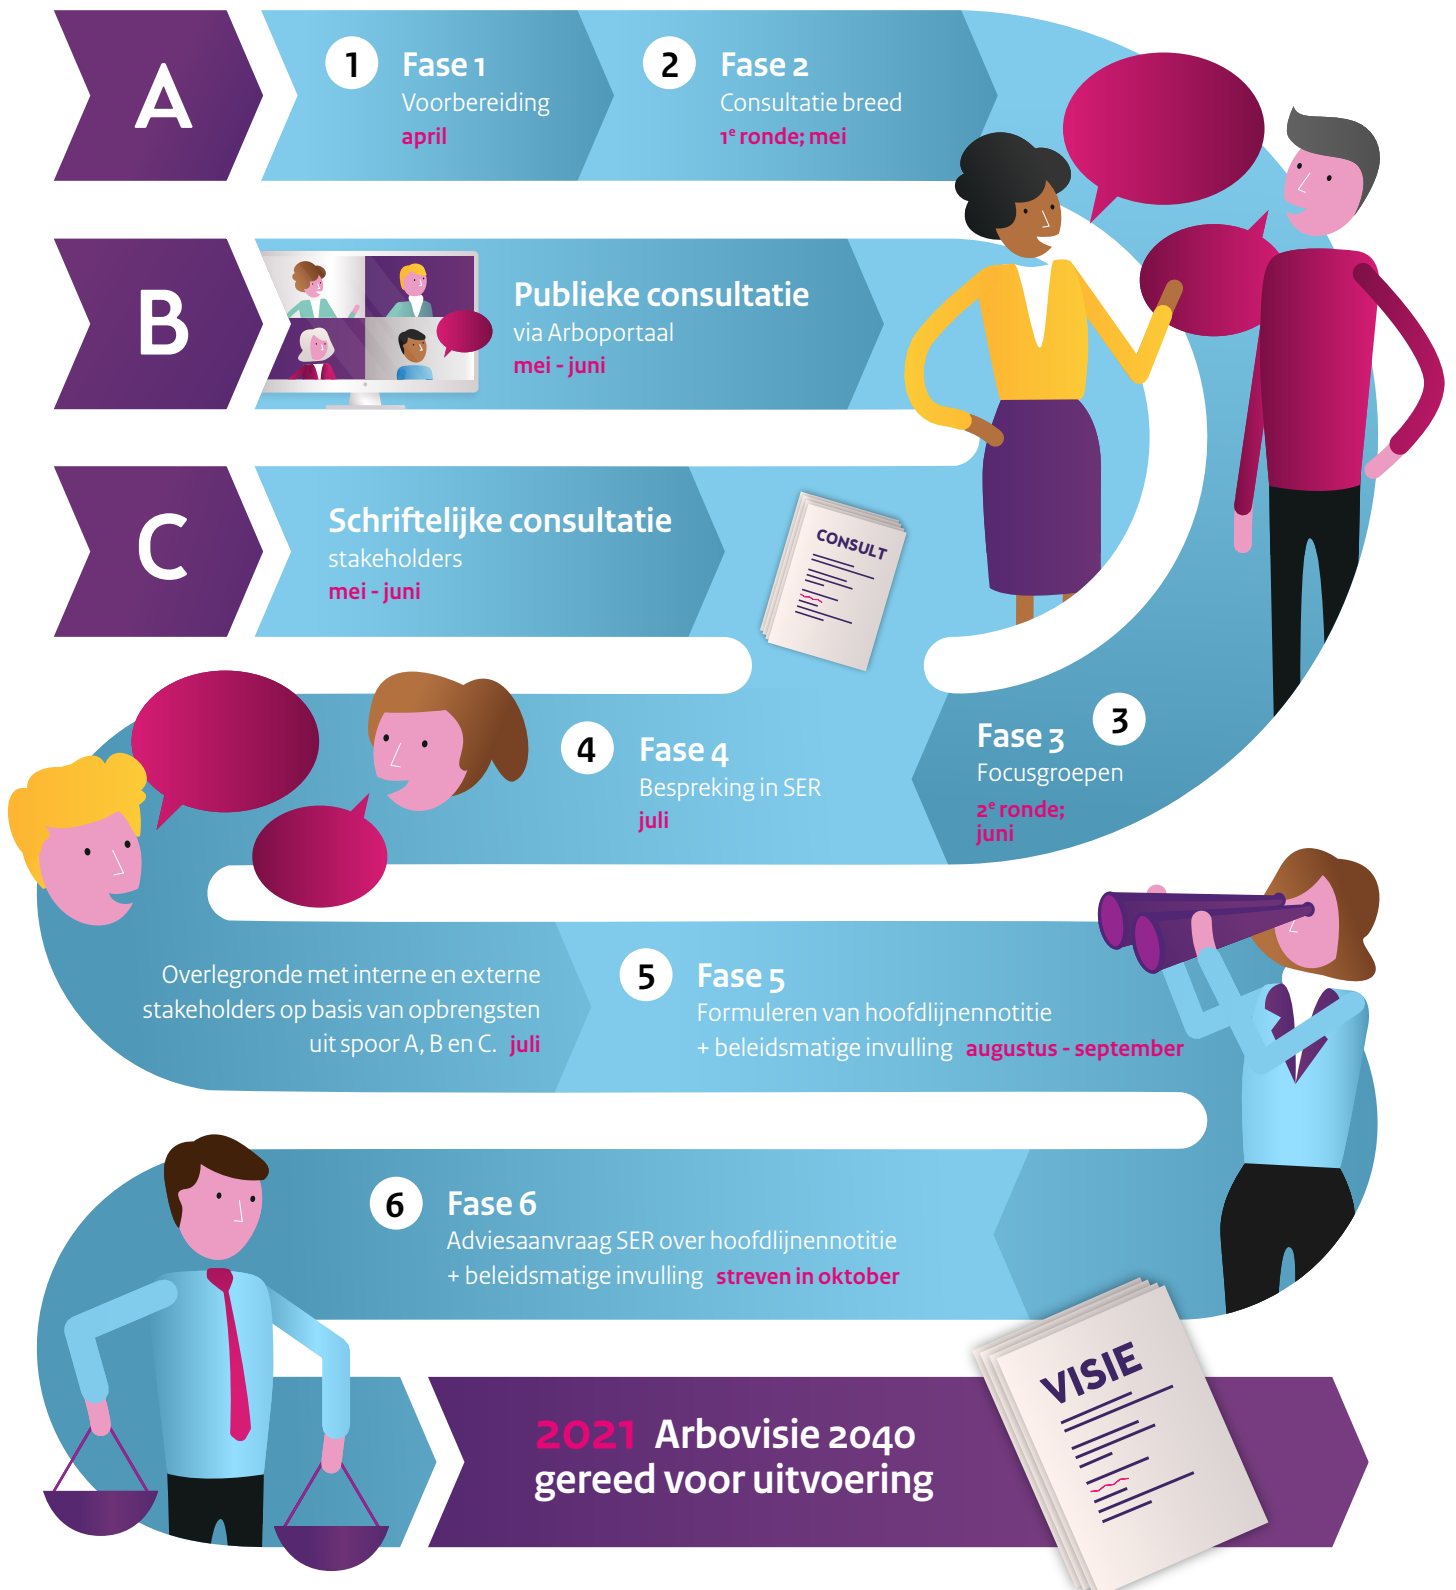 A
1
Fase 1
Voorbereiding
april
2
Fase 2
Consultatie breed
1e ronde; mei
B
Publieke consultatie
via Arboportaal
mei - juni
C
Schriftelijke consultatie
stakeholders
mei - juni
CONSULT
3
Fase 3
Focusgroepen
2e ronde;
juni
4
Fase 4
Bespreking in SER
juli
Overlegronde met interne en externe
stakeholders op basis van opbrengsten
uit spoor A, B en C. juli
5
Fase 5
Formuleren van hoofdlijnennotitie
+ beleidsmatige invulling augustus - september
6
Fase 6
Adviesaanvraag SER over hoofdlijnennotitie
+ beleidsmatige invulling streven in oktober
2021 Arbovisie 2040
gereed voor uitvoering
VISIE